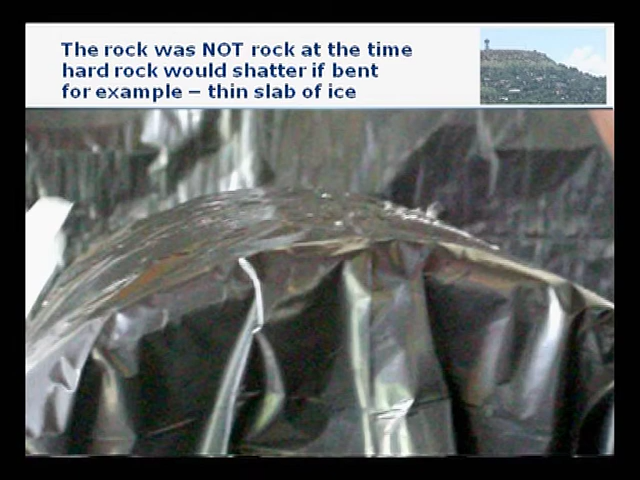 The rock was NOT rock at the time
hard rock would shatter if bent
for example – thin slab of ice